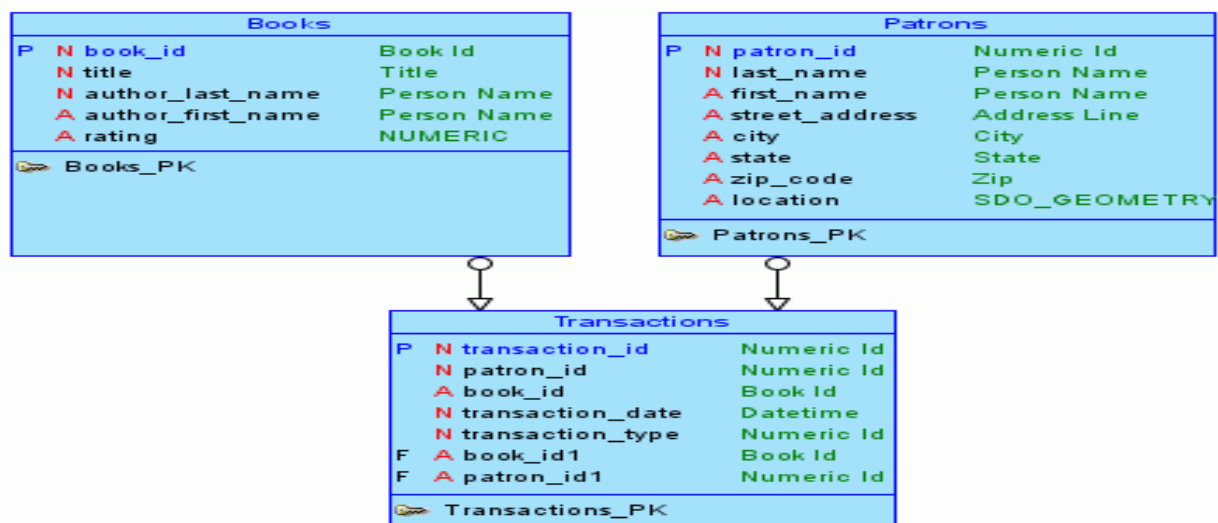 Books
P N book_id Book Id
N title Title
N author_last_name Person Name
A author_first_name Person Name
A rating NUMERIC
Books_PK
Patrons
P N patron_id Numeric Id
N last_name Person Name
A first_name Person Name
A street_address Address Line
A city City
A state State
A zip_code Zip
A location SDO_GEOMETRY
Patrons_PK
Transactions
P N transaction_id Numeric Id
N patron_id Numeric Id
A book_id Book Id
N transaction_date Datetime
N transaction_type Numeric Id
F A book_id1 Book Id
F A patron_id1 Numeric Id
Transactions_PK